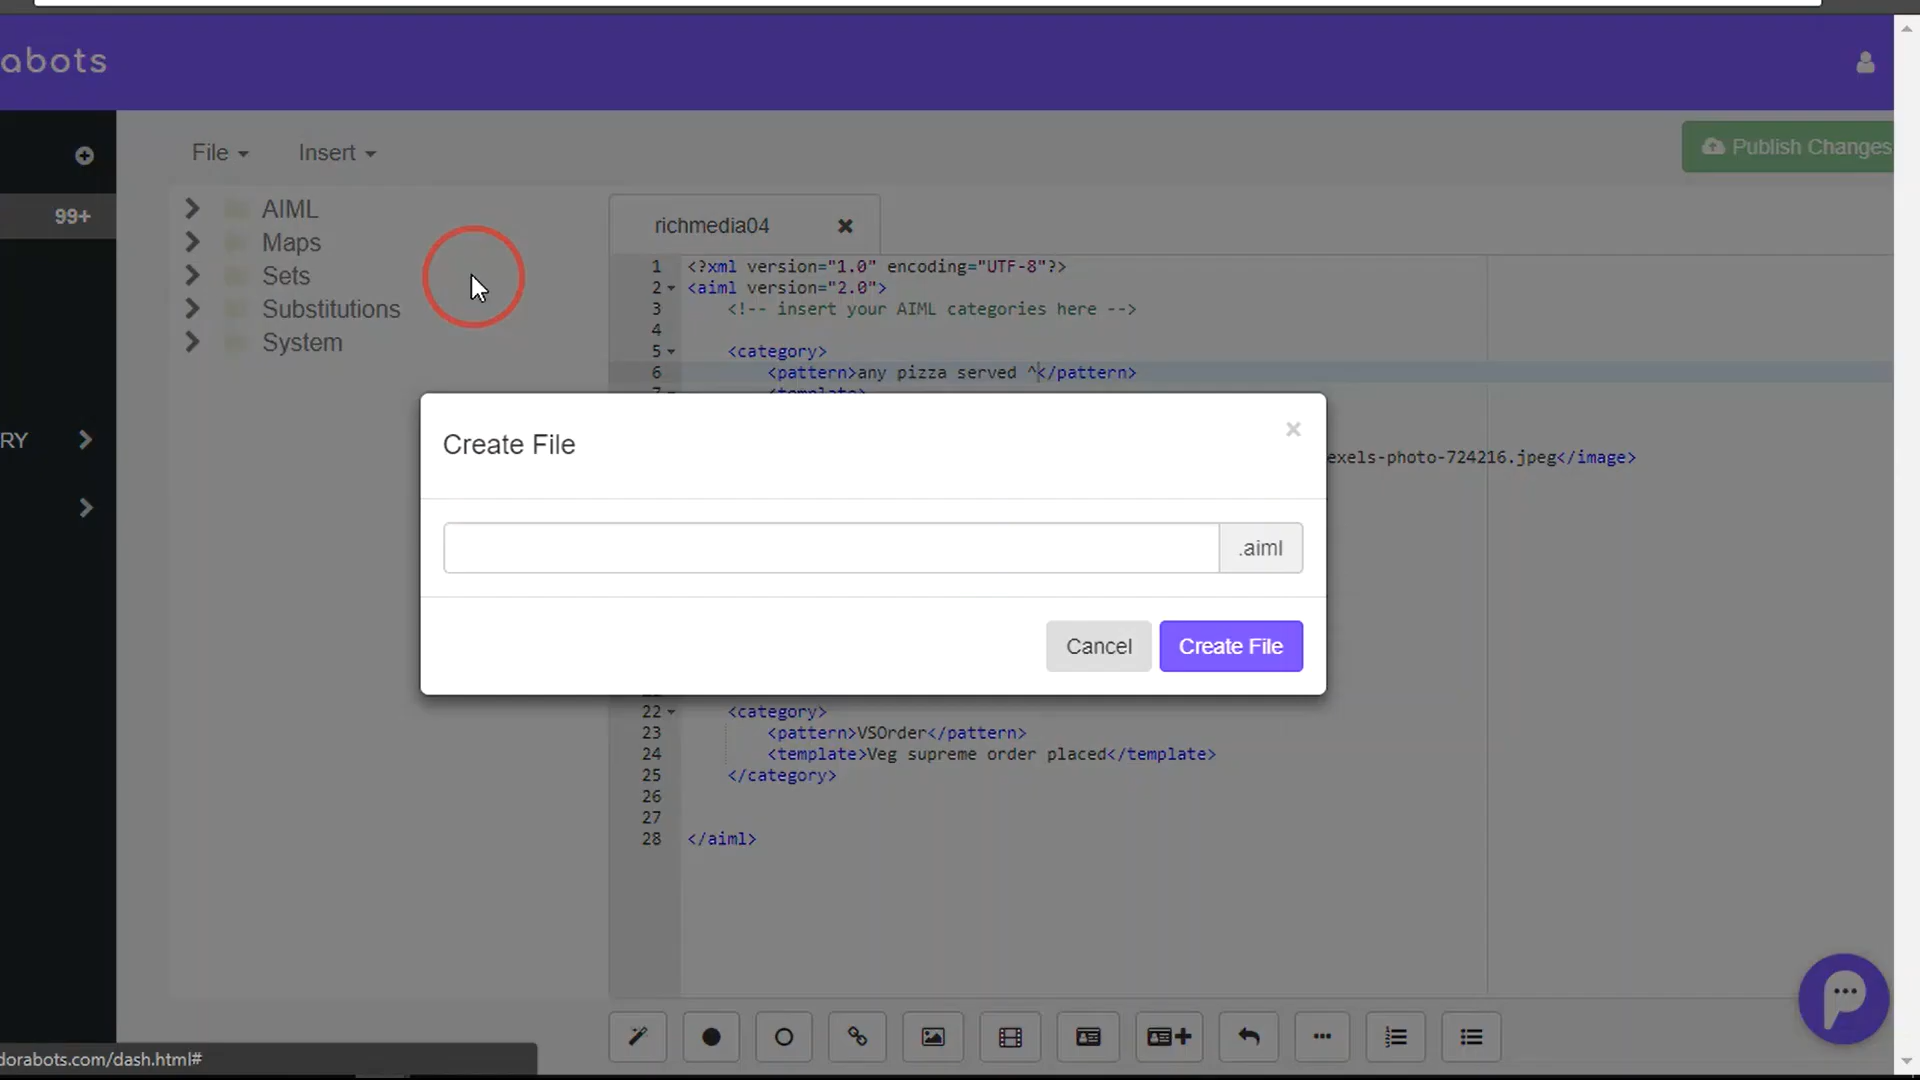 abots
File
Insert
Publish Changes
99+
AIML
Maps
Sets
Substitutions
System
RY
richmedia04
1 <?xml version="1.0" encoding="UTF-8"?>
2 <aiml version="2.0">
3 <!-- insert your AIML categories here -->
4
5 <category>
6 <pattern>any pizza served ^</pattern>
7 <template>
exels-photo-724216.jpeg</image>
Create File
×
.aiml
Cancel
Create File
22 <category>
23 <pattern>VSOrder</pattern>
24 <template>Veg supreme order placed</template>
25 </category>
26
27
28 </aiml>
dorabots.com/dash.html#